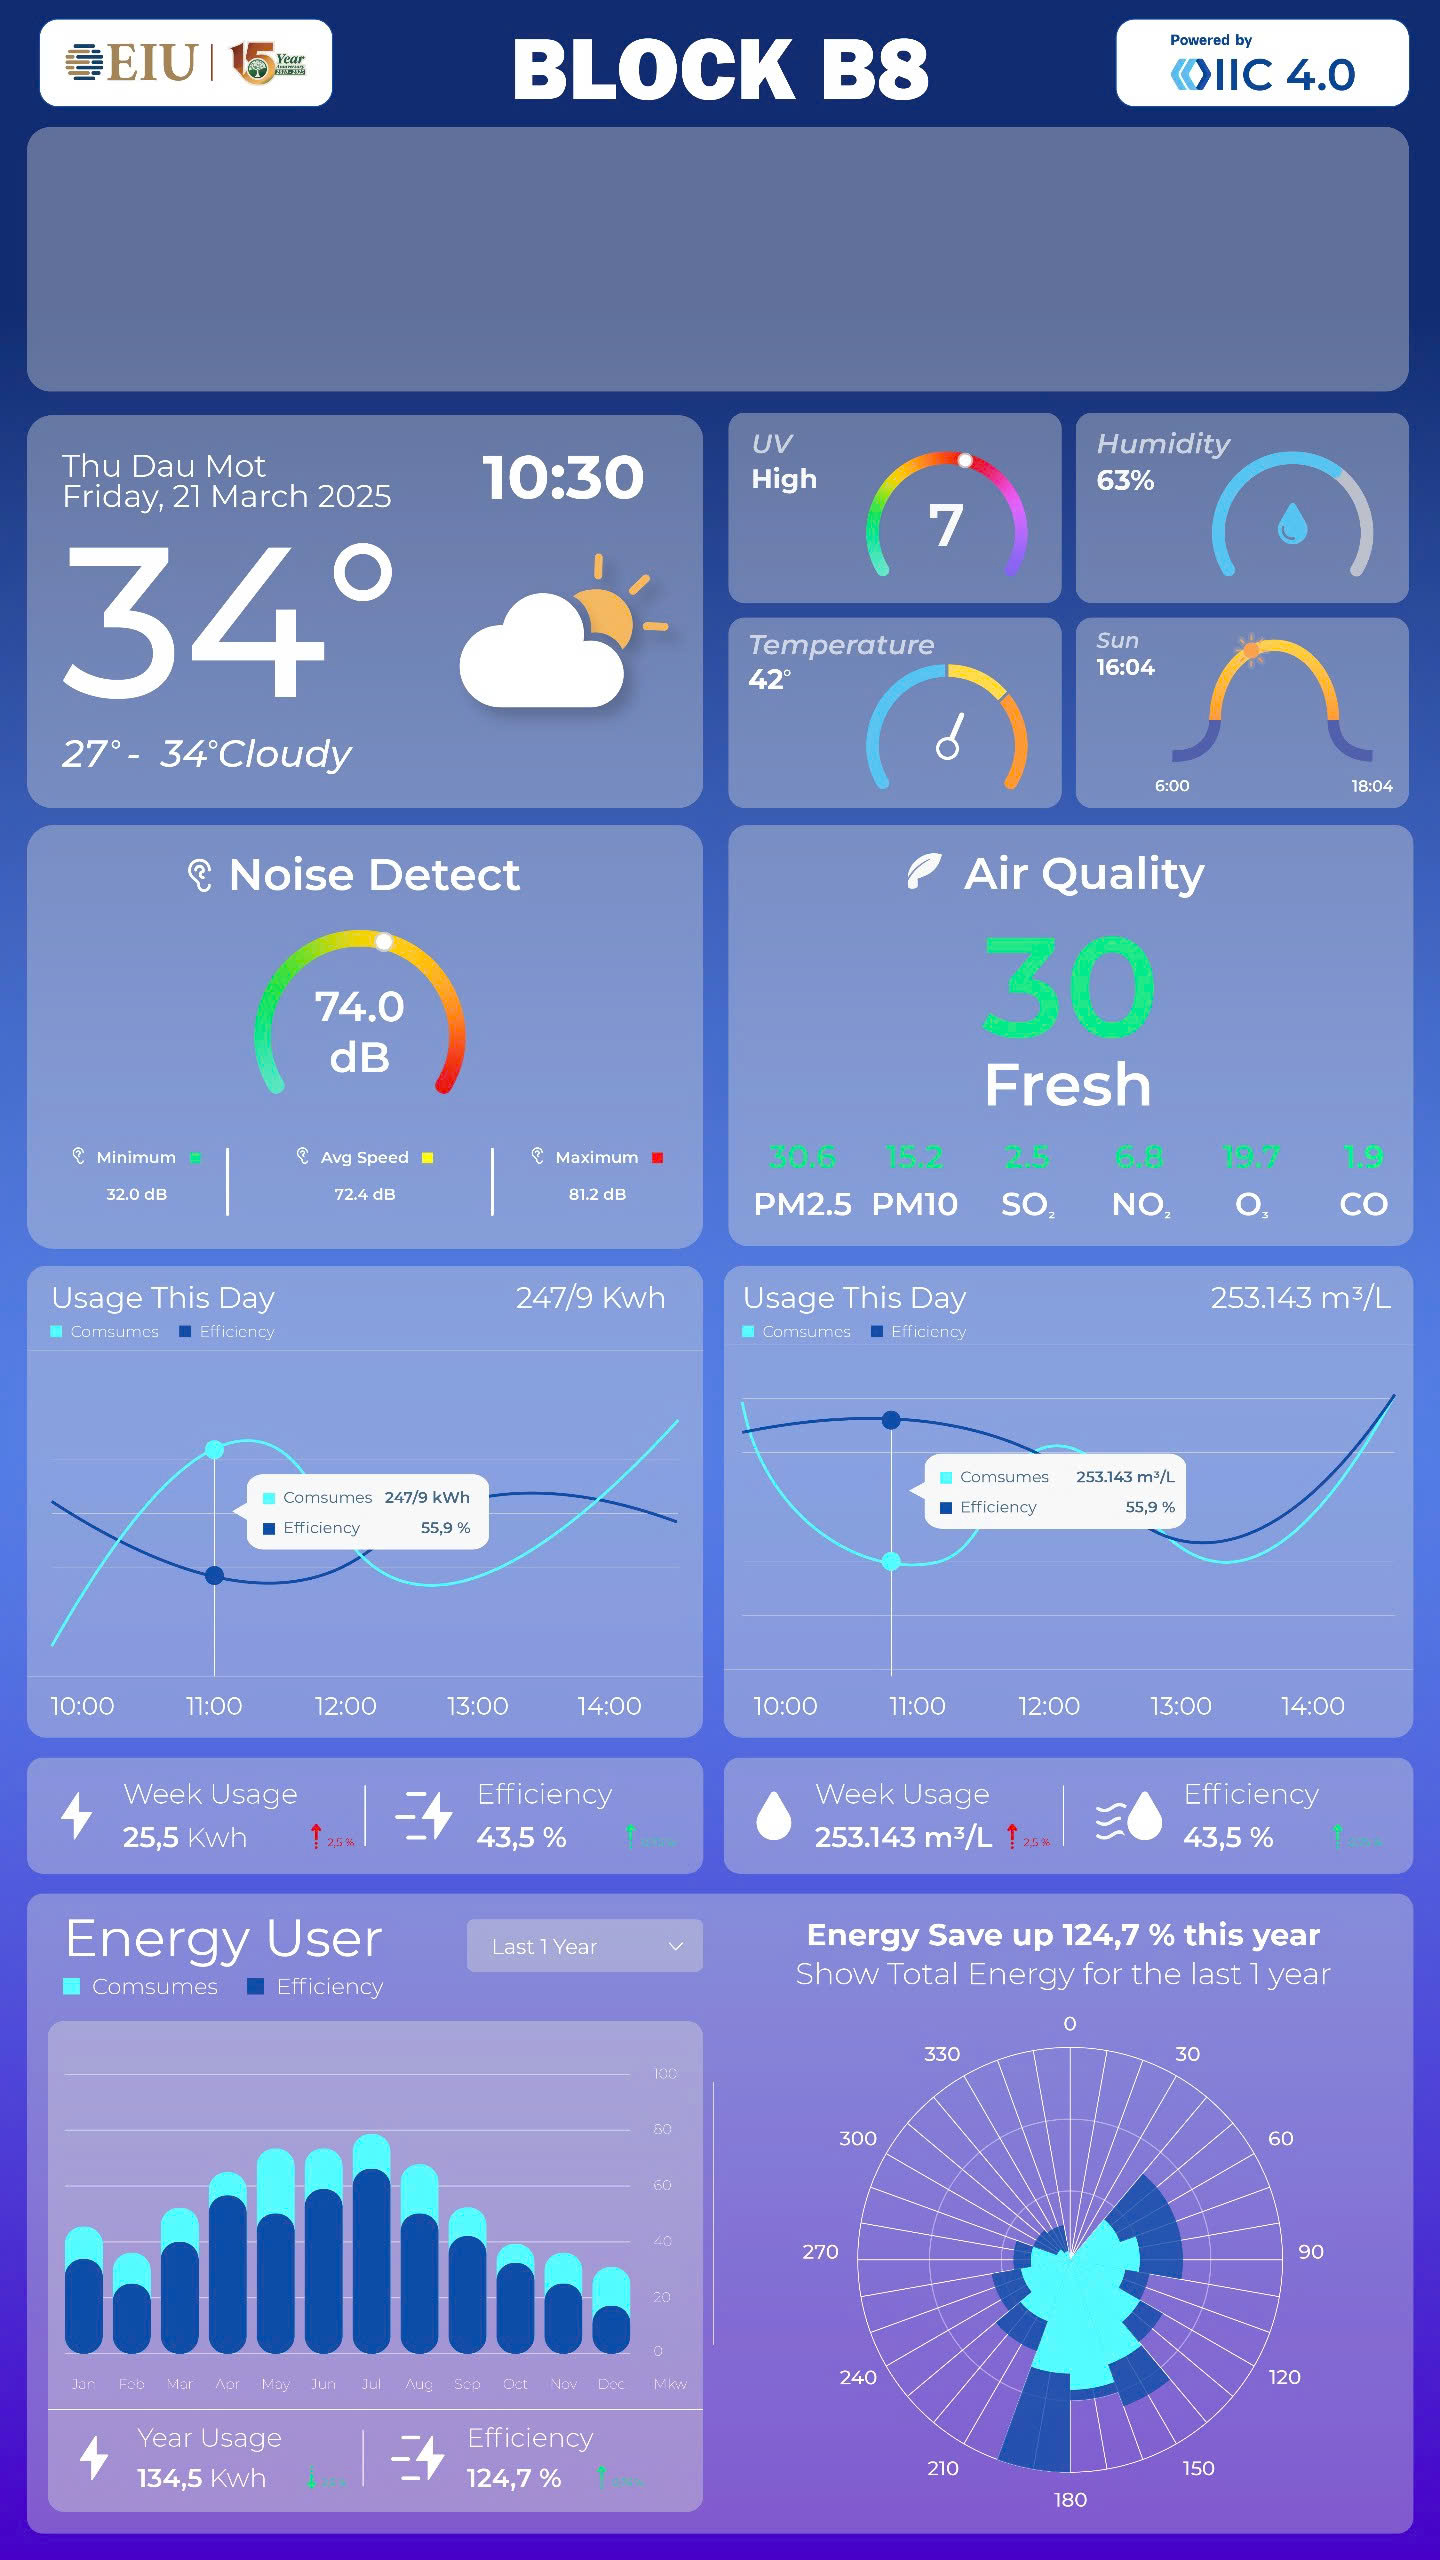 EIU
15 Year
BLOCK B8
Powered by
IIC 4.0
Thu Dau Mot
Friday, 21 March 2025
10:30
34°
27° - 34°Cloudy
UV
High
7
Humidity
63%
Temperature
42°
Sun
16:04
6:00
18:04
Noise Detect
74.0
dB
Minimum
32.0 dB
Avg Speed
72.4 dB
Maximum
81.2 dB
Air Quality
30
Fresh
30.6 15.2 2.5 6.8 19.7 1.9
PM2.5 PM10 SO₂ NO₂ O₃ CO
Usage This Day
247/9 Kwh
Comsumes Efficiency
Comsumes 247/9 kWh
Efficiency 55,9 %
10:00 11:00 12:00 13:00 14:00
Usage This Day
253.143 m³/L
Comsumes Efficiency
Comsumes 253.143 m³/L
Efficiency 55,9 %
10:00 11:00 12:00 13:00 14:00
Week Usage
25,5 Kwh
2,5 %
Efficiency
43,5 %
Week Usage
253.143 m³/L
2,5 %
Efficiency
43,5 %
Energy User
Last 1 Year
Comsumes Efficiency
100
80
60
40
20
0
Jan Feb Mar Apr May Jun Jul Aug Sep Oct Nov Dec Mkw
Year Usage
134,5 Kwh
Efficiency
124,7 %
Energy Save up 124,7 % this year
Show Total Energy for the last 1 year
0
30
60
90
120
150
180
210
240
270
300
330